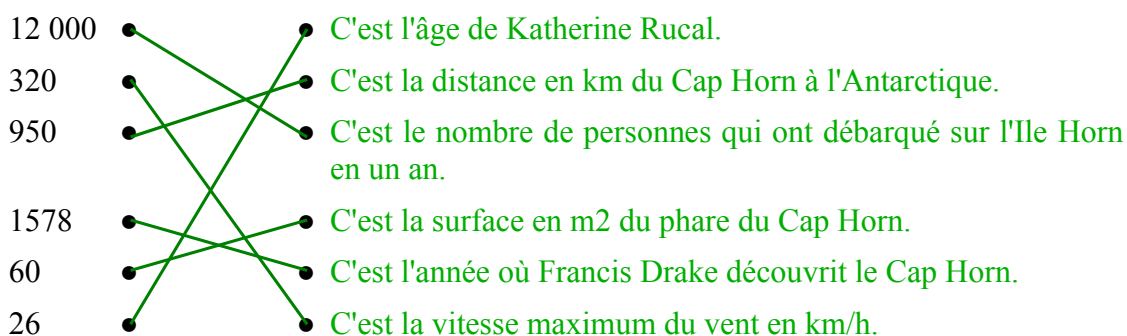 12 000 C'est l'âge de Katherine Rucal.
320 C'est la distance en km du Cap Horn à l'Antarctique.
950 C'est le nombre de personnes qui ont débarqué sur l'Ile Horn
en un an.
1578 C'est la surface en m2 du phare du Cap Horn.
60 C'est l'année où Francis Drake découvrit le Cap Horn.
26 C'est la vitesse maximum du vent en km/h.